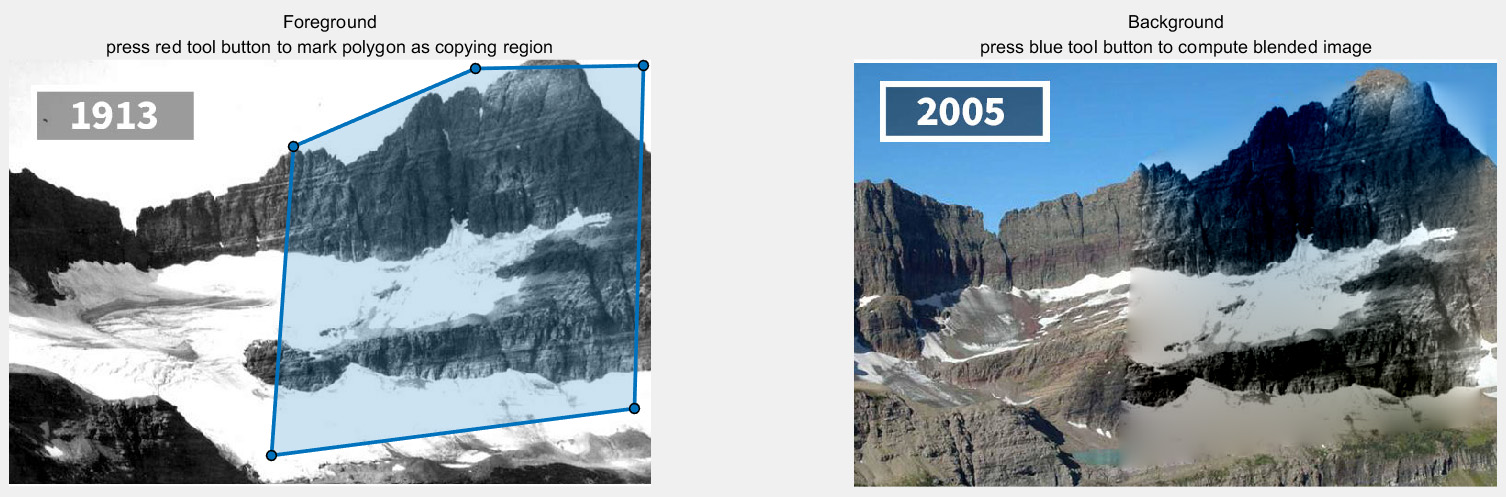 Foreground
press red tool button to mark polygon as copying region
1913
Background
press blue tool button to compute blended image
2005